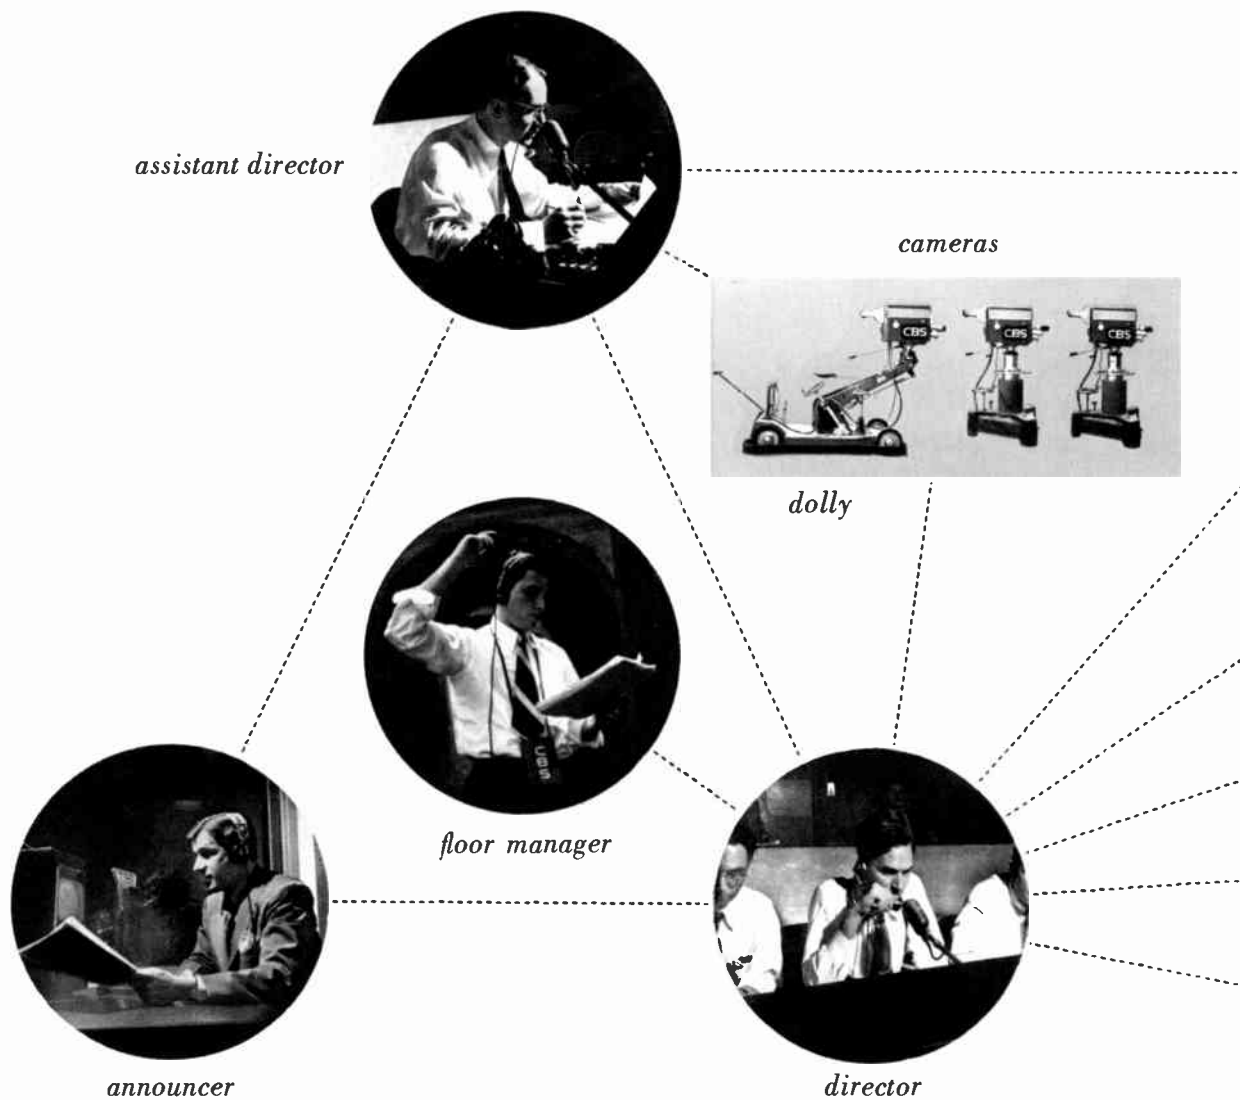 assistant director
cameras
CBS
CBS
CBS
dolly
CBS
floor manager
announcer
director